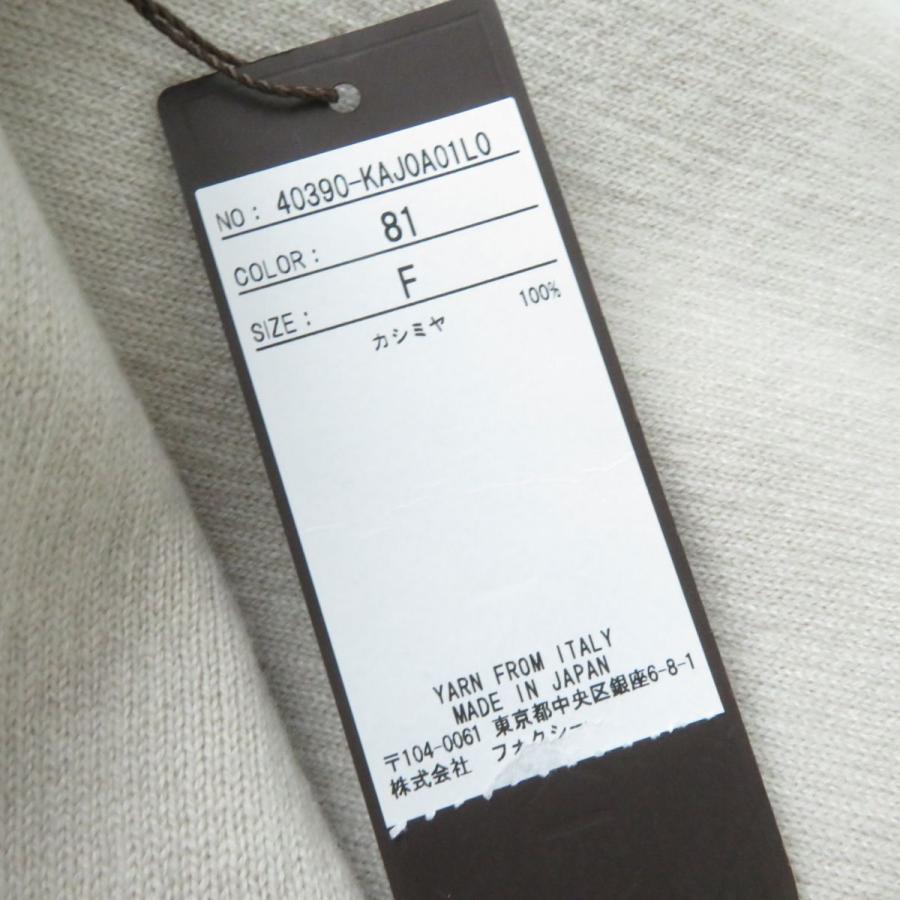 NO: 40390-KAJ0A01L0
COLOR: 81
SIZE: F
カシミヤ 100%
YARN FROM ITALY
MADE IN JAPAN
〒104-0061 東京都中央区銀座6-8-1
株式会社